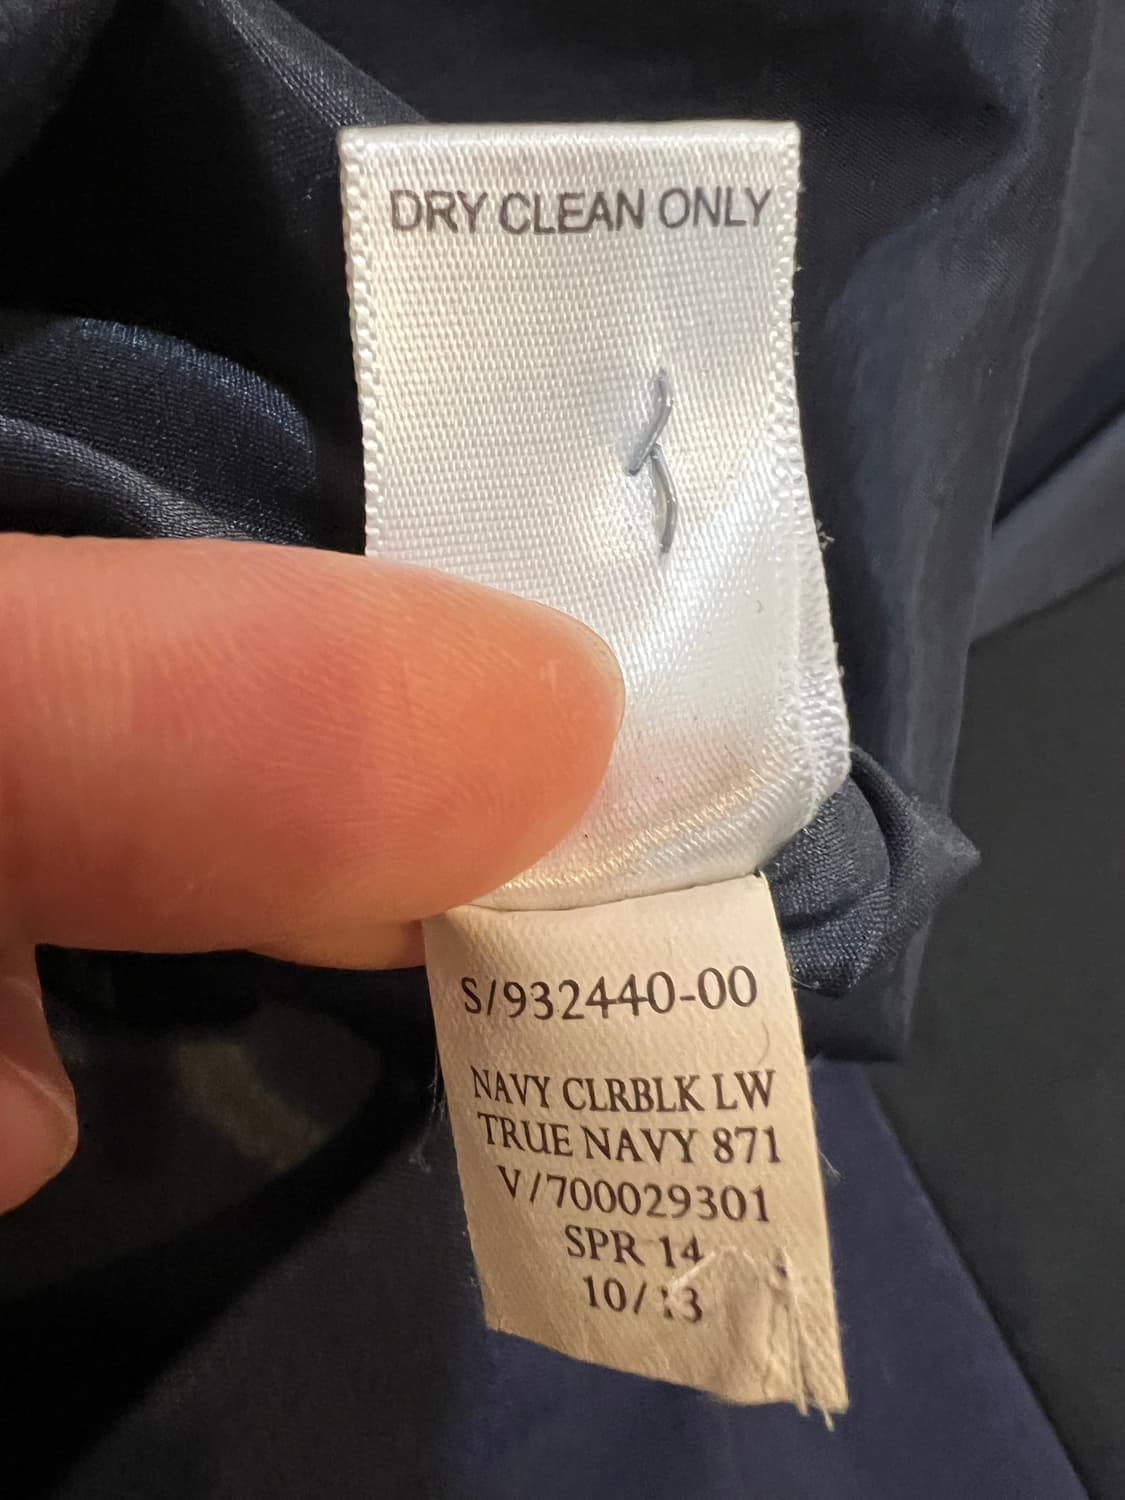 DRY CLEAN ONLY
S/932440-00
NAVY CLRBLK LW
TRUE NAVY 871
V/700029301
SPR 14
10/13